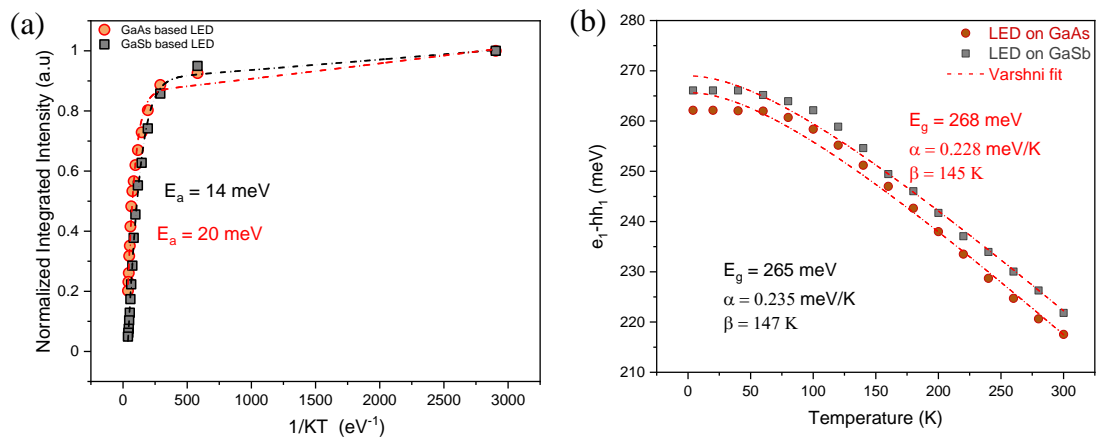 (a)
GaAs based LED
GaSb based LED
Normalized Integrated Intensity (a.u)
1
0.8
0.6
0.4
0.2
0
E_a = 14 meV
E_a = 20 meV
0 500 1000 1500 2000 2500 3000
1/KT (eV⁻¹)
(b)
LED on GaAs
LED on GaSb
Varshni fit
e₁-hh₁ (meV)
270
260
250
240
230
220
210
E_g = 268 meV
α = 0.228 meV/K
β = 145 K
E_g = 265 meV
α = 0.235 meV/K
β = 147 K
0 50 100 150 200 250 300
Temperature (K)